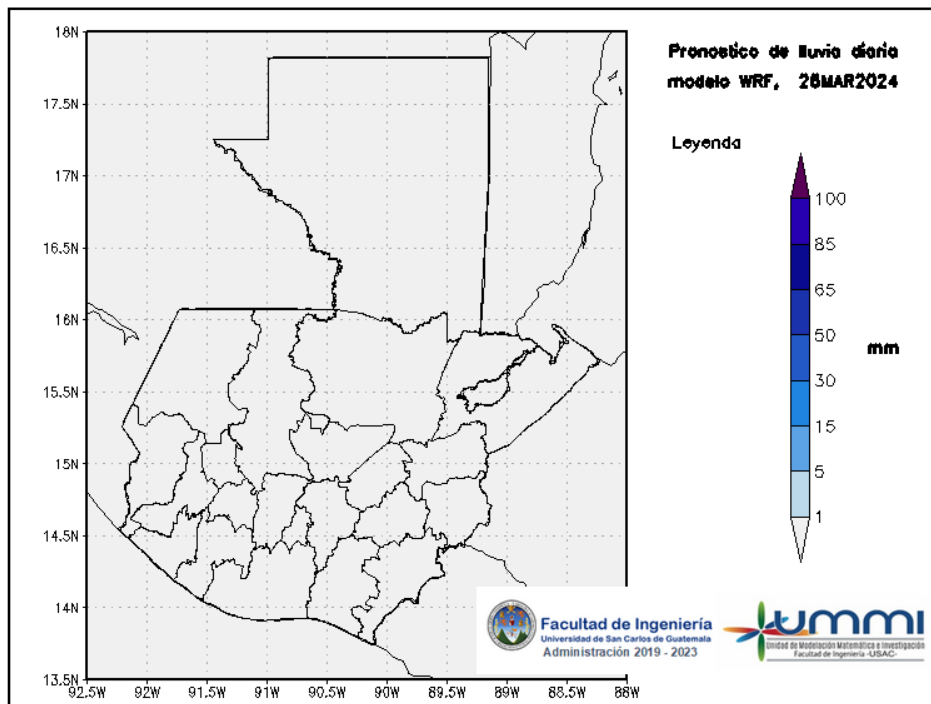 18N
17.5N
17N
16.5N
16N
15.5N
15N
14.5N
14N
13.5N
92.5W 92W 91.5W 91W 90.5W 90W 89.5W 89W 88.5W 88W
Pronostico de lluvia diaria
modelo WRF,
Leyenda
100
85
65
50
30
15
5
1
mm
Facultad de Ingeniería
Universidad de San Carlos de Guatemala
Administración 2019 - 2023
ummi
Unidad de Modelación Matemática e Investigación
Facultad de Ingeniería -USAC-